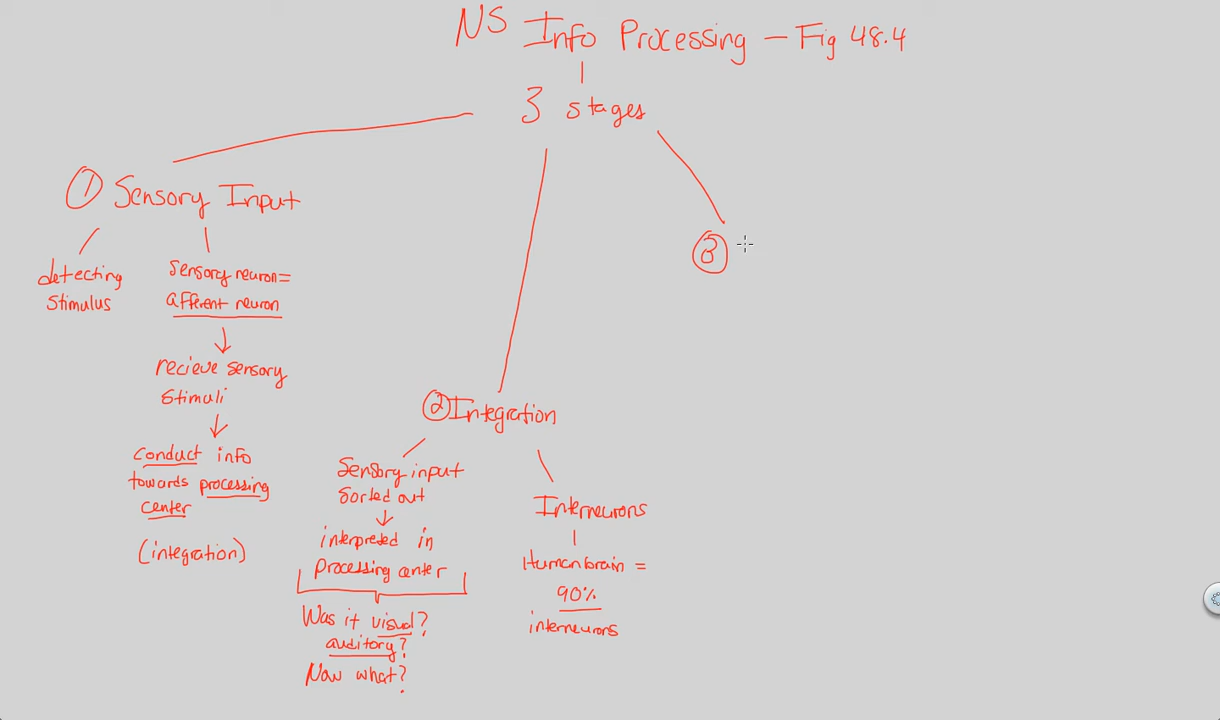 NS Info Processing – Fig 48.4
3 stages
① Sensory Input
detecting
stimulus
sensory neuron=
afferent neuron
recieve sensory
stimuli
conduct info
towards processing
center
(integration)
② Integration
Sensory input
sorted out
interpreted in
processing center
Was it visual?
auditory?
Now what?
Interneurons
Human brain =
90%
interneurons
③